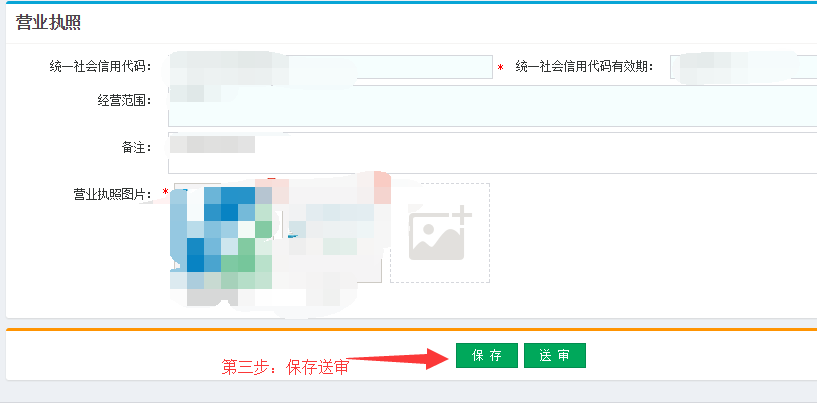 营业执照
统一社会信用代码： * 统一社会信用代码有效期：
经营范围：
备注：
营业执照图片： *
第三步：保存送审 保 存 送 审